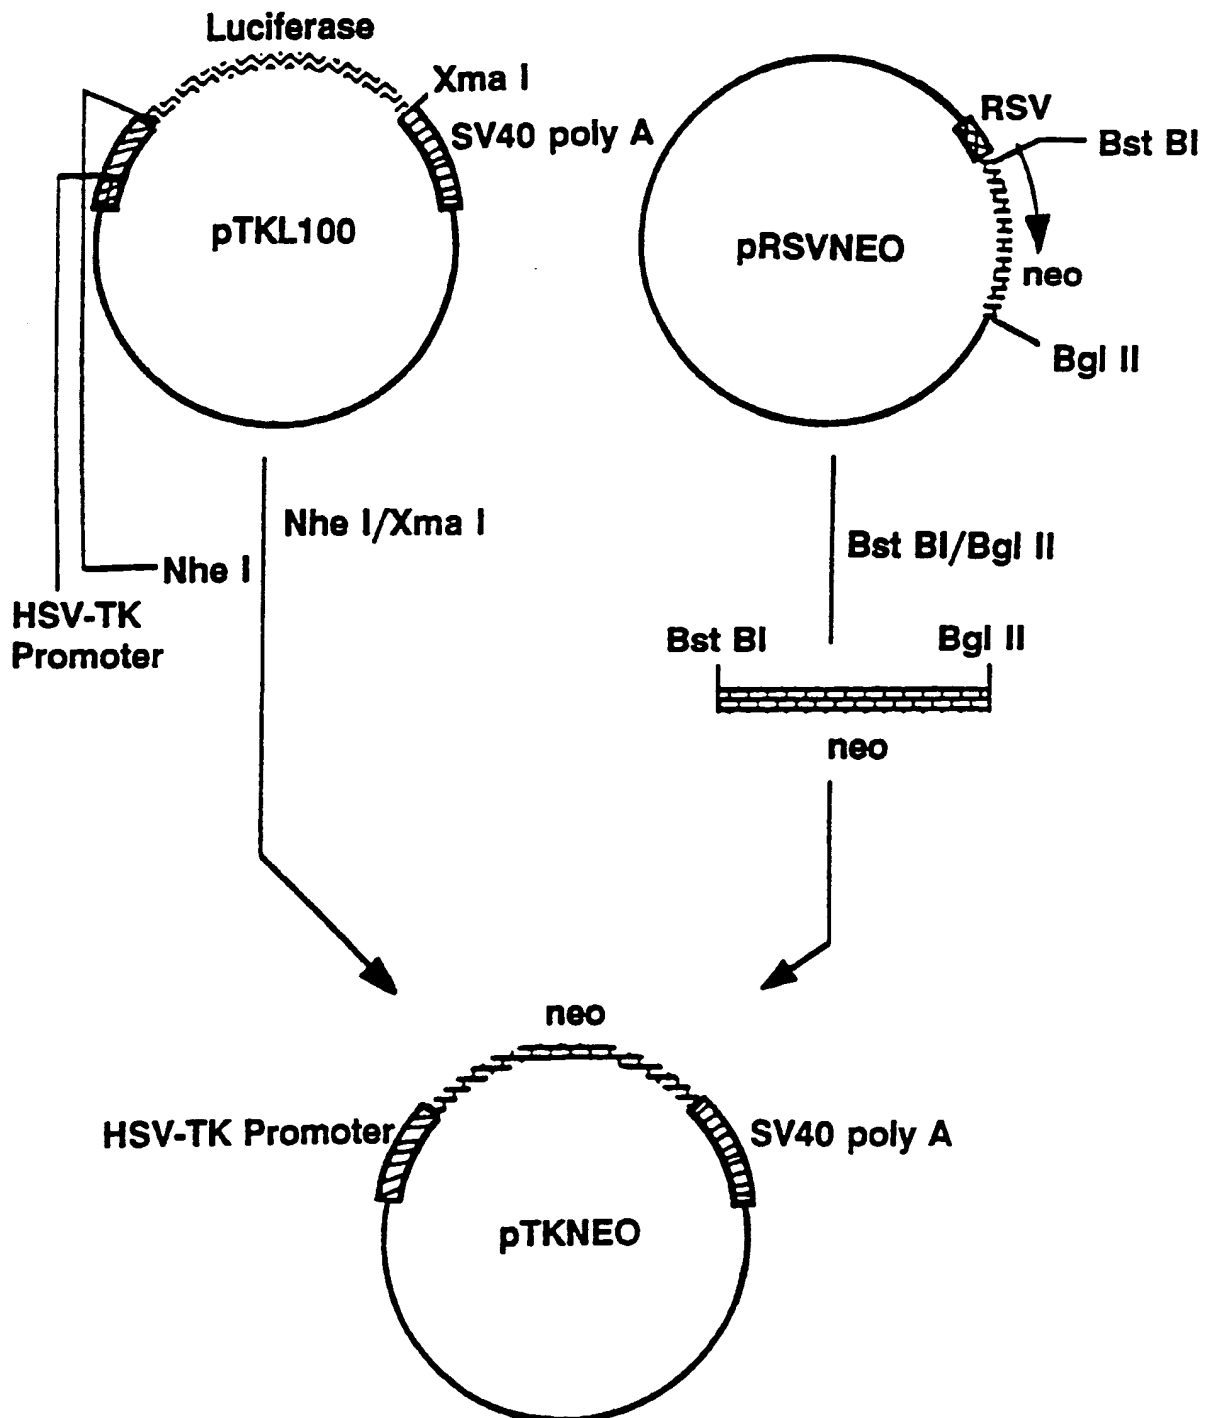 Luciferase
Xma I
SV40 poly A
pTKL100
RSV
Bst BI
pRSVNEO
neo
Bgl II
Nhe I/Xma I
Nhe I
HSV-TK
Promoter
Bst BI/Bgl II
Bst BI
Bgl II
neo
neo
HSV-TK Promoter
SV40 poly A
pTKNEO